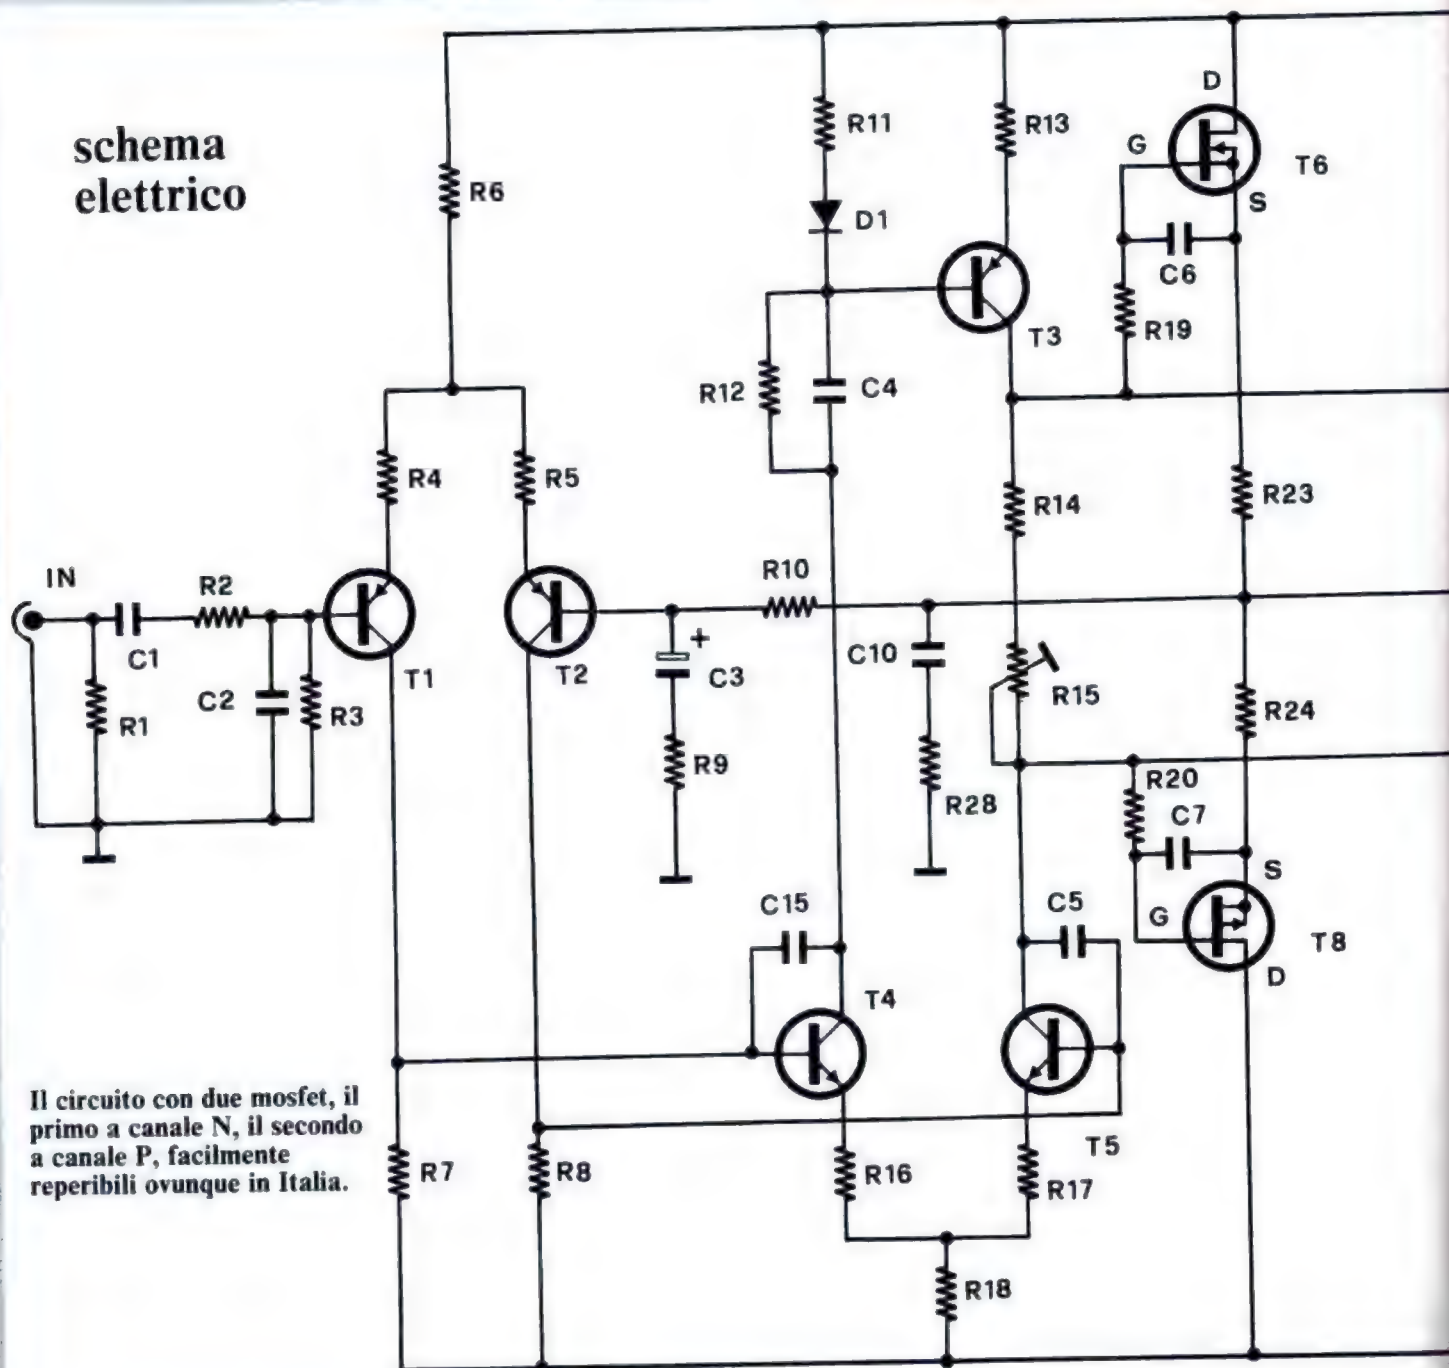 schema
elettrico
R6
R11
D1
R13
D
G
T6
S
C6
R19
T3
R12
C4
R4
R5
R14
R23
IN
R2
R10
C1
T1
T2
C3
+
C10
R15
R1
C2
R3
R9
R28
R24
R20
C7
S
G
T8
D
C15
C5
T4
T5
Il circuito con due mosfet, il
primo a canale N, il secondo
a canale P, facilmente
reperibili ovunque in Italia.
R7
R8
R16
R17
R18